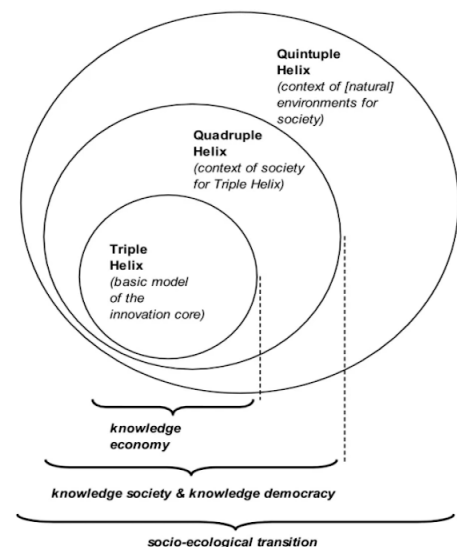 Quintuple
Helix
(context of [natural]
environments for
society)
Quadruple
Helix
(context of society
for Triple Helix)
Triple
Helix
(basic model
of the
innovation core)
knowledge
economy
knowledge society & knowledge democracy
socio-ecological transition